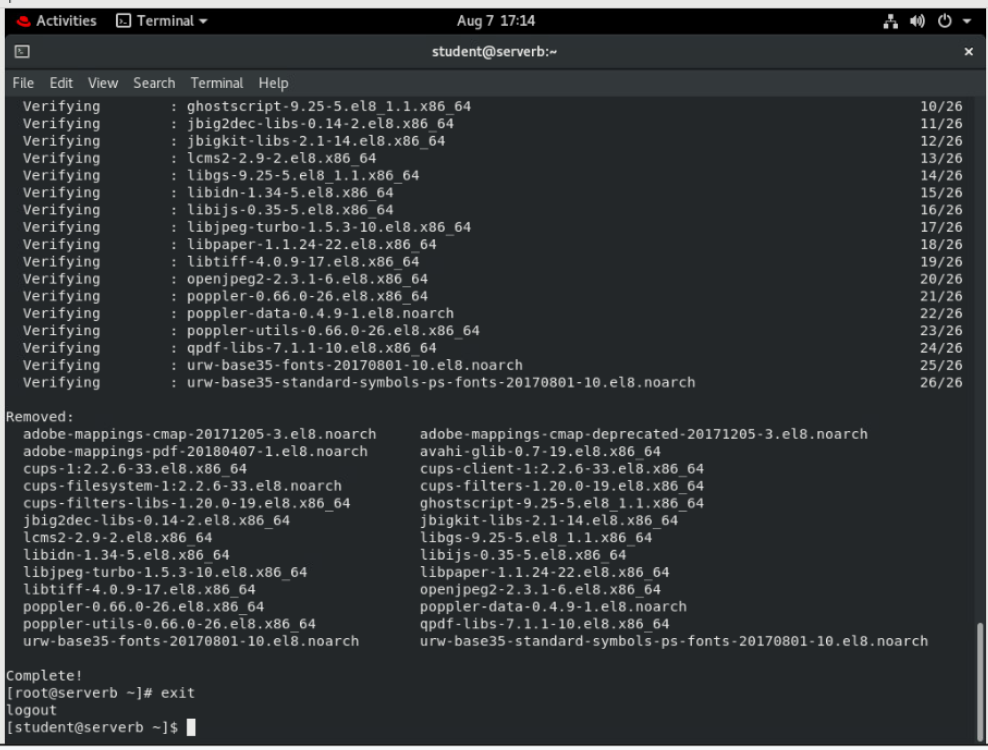 Activities Terminal Aug 7 17:14
student@serverb:~
File Edit View Search Terminal Help
Verifying : ghostscript-9.25-5.el8_1.1.x86_64 10/26
Verifying : jbig2dec-libs-0.14-2.el8.x86_64 11/26
Verifying : jbigkit-libs-2.1-14.el8.x86_64 12/26
Verifying : lcms2-2.9-2.el8.x86_64 13/26
Verifying : libgs-9.25-5.el8_1.1.x86_64 14/26
Verifying : libidn-1.34-5.el8.x86_64 15/26
Verifying : libijs-0.35-5.el8.x86_64 16/26
Verifying : libjpeg-turbo-1.5.3-10.el8.x86_64 17/26
Verifying : libpaper-1.1.24-22.el8.x86_64 18/26
Verifying : libtiff-4.0.9-17.el8.x86_64 19/26
Verifying : openjpeg2-2.3.1-6.el8.x86_64 20/26
Verifying : poppler-0.66.0-26.el8.x86_64 21/26
Verifying : poppler-data-0.4.9-1.el8.noarch 22/26
Verifying : poppler-utils-0.66.0-26.el8.x86_64 23/26
Verifying : qpdf-libs-7.1.1-10.el8.x86_64 24/26
Verifying : urw-base35-fonts-20170801-10.el8.noarch 25/26
Verifying : urw-base35-standard-symbols-ps-fonts-20170801-10.el8.noarch 26/26
Removed:
adobe-mappings-cmap-20171205-3.el8.noarch adobe-mappings-cmap-deprecated-20171205-3.el8.noarch
adobe-mappings-pdf-20180407-1.el8.noarch avahi-glib-0.7-19.el8.x86_64
cups-1:2.2.6-33.el8.x86_64 cups-client-1:2.2.6-33.el8.x86_64
cups-filesystem-1:2.2.6-33.el8.noarch cups-filters-1.20.0-19.el8.x86_64
cups-filters-libs-1.20.0-19.el8.x86_64 ghostscript-9.25-5.el8_1.1.x86_64
jbig2dec-libs-0.14-2.el8.x86_64 jbigkit-libs-2.1-14.el8.x86_64
lcms2-2.9-2.el8.x86_64 libgs-9.25-5.el8_1.1.x86_64
libidn-1.34-5.el8.x86_64 libijs-0.35-5.el8.x86_64
libjpeg-turbo-1.5.3-10.el8.x86_64 libpaper-1.1.24-22.el8.x86_64
libtiff-4.0.9-17.el8.x86_64 openjpeg2-2.3.1-6.el8.x86_64
poppler-0.66.0-26.el8.x86_64 poppler-data-0.4.9-1.el8.noarch
poppler-utils-0.66.0-26.el8.x86_64 qpdf-libs-7.1.1-10.el8.x86_64
urw-base35-fonts-20170801-10.el8.noarch urw-base35-standard-symbols-ps-fonts-20170801-10.el8.noarch
Complete!
[root@serverb ~]# exit
logout
[student@serverb ~]$